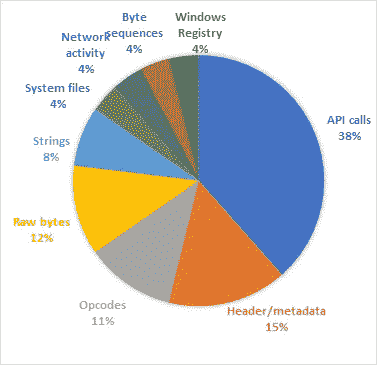 Byte
sequences
4%
Windows
Registry
4%
Network
activity
4%
System files
4%
Strings
8%
Raw bytes
12%
Opcodes
11%
Header/metadata
15%
API calls
38%